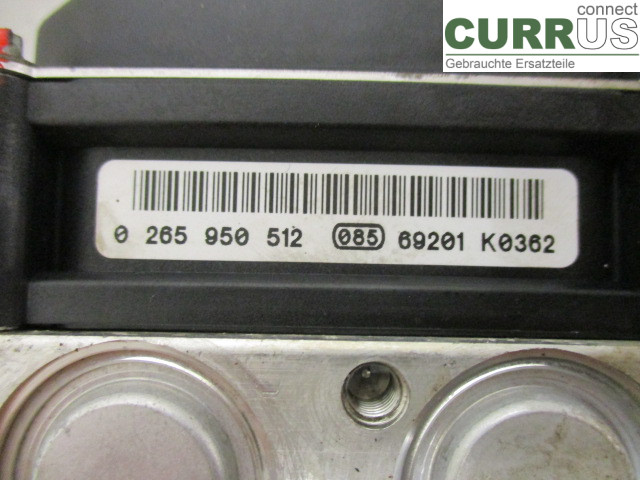 connect
CURRUS
Gebrauchte Ersatzteile
0 265 950 512 085 69201 K0362